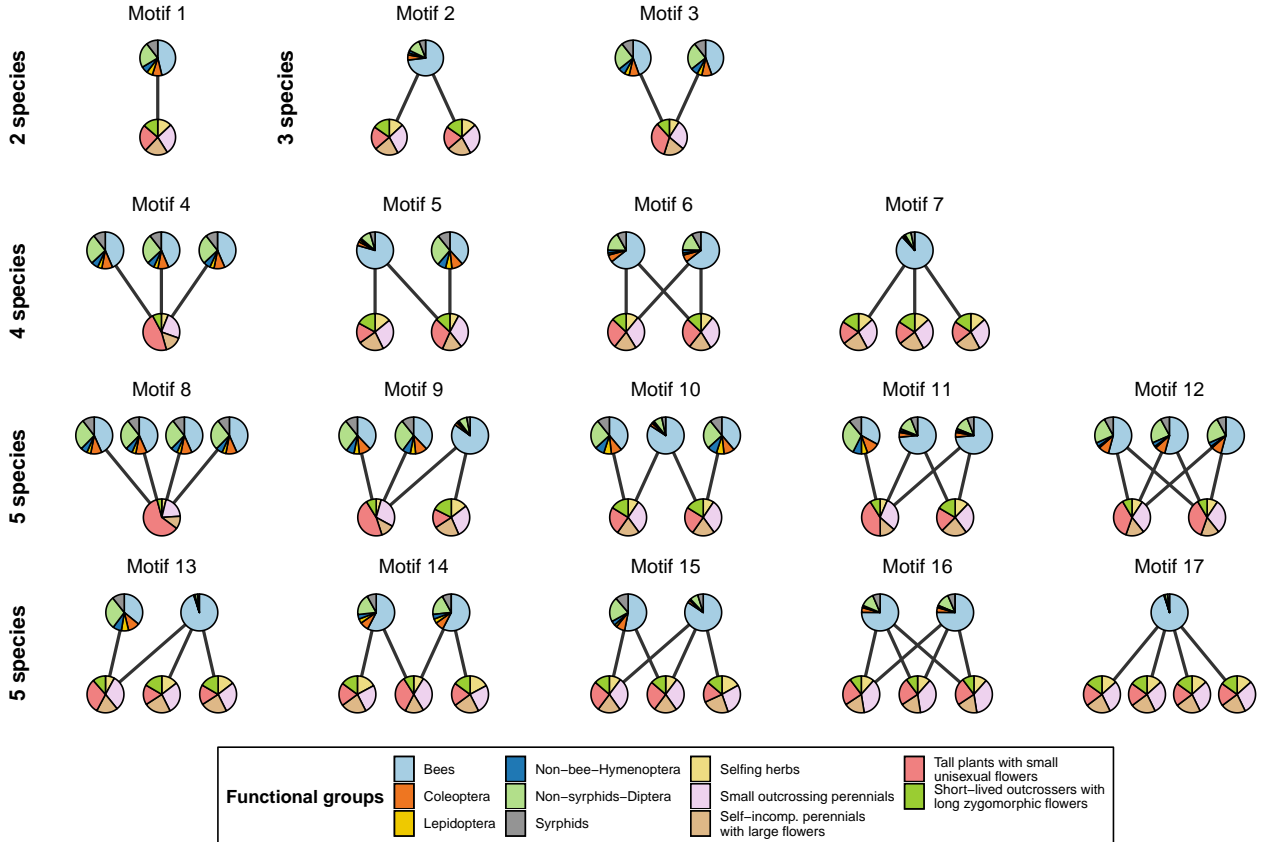 Motif 1
Motif 2
Motif 3
2 species
3 species
Motif 4
Motif 5
Motif 6
Motif 7
4 species
Motif 8
Motif 9
Motif 10
Motif 11
Motif 12
5 species
Motif 13
Motif 14
Motif 15
Motif 16
Motif 17
5 species
Functional groups
Bees
Coleoptera
Lepidoptera
Non−bee−Hymenoptera
Non−syrphids−Diptera
Syrphids
Selfing herbs
Small outcrossing perennials
Self−incomp. perennials
with large flowers
Tall plants with small
unisexual flowers
Short−lived outcrossers with
long zygomorphic flowers